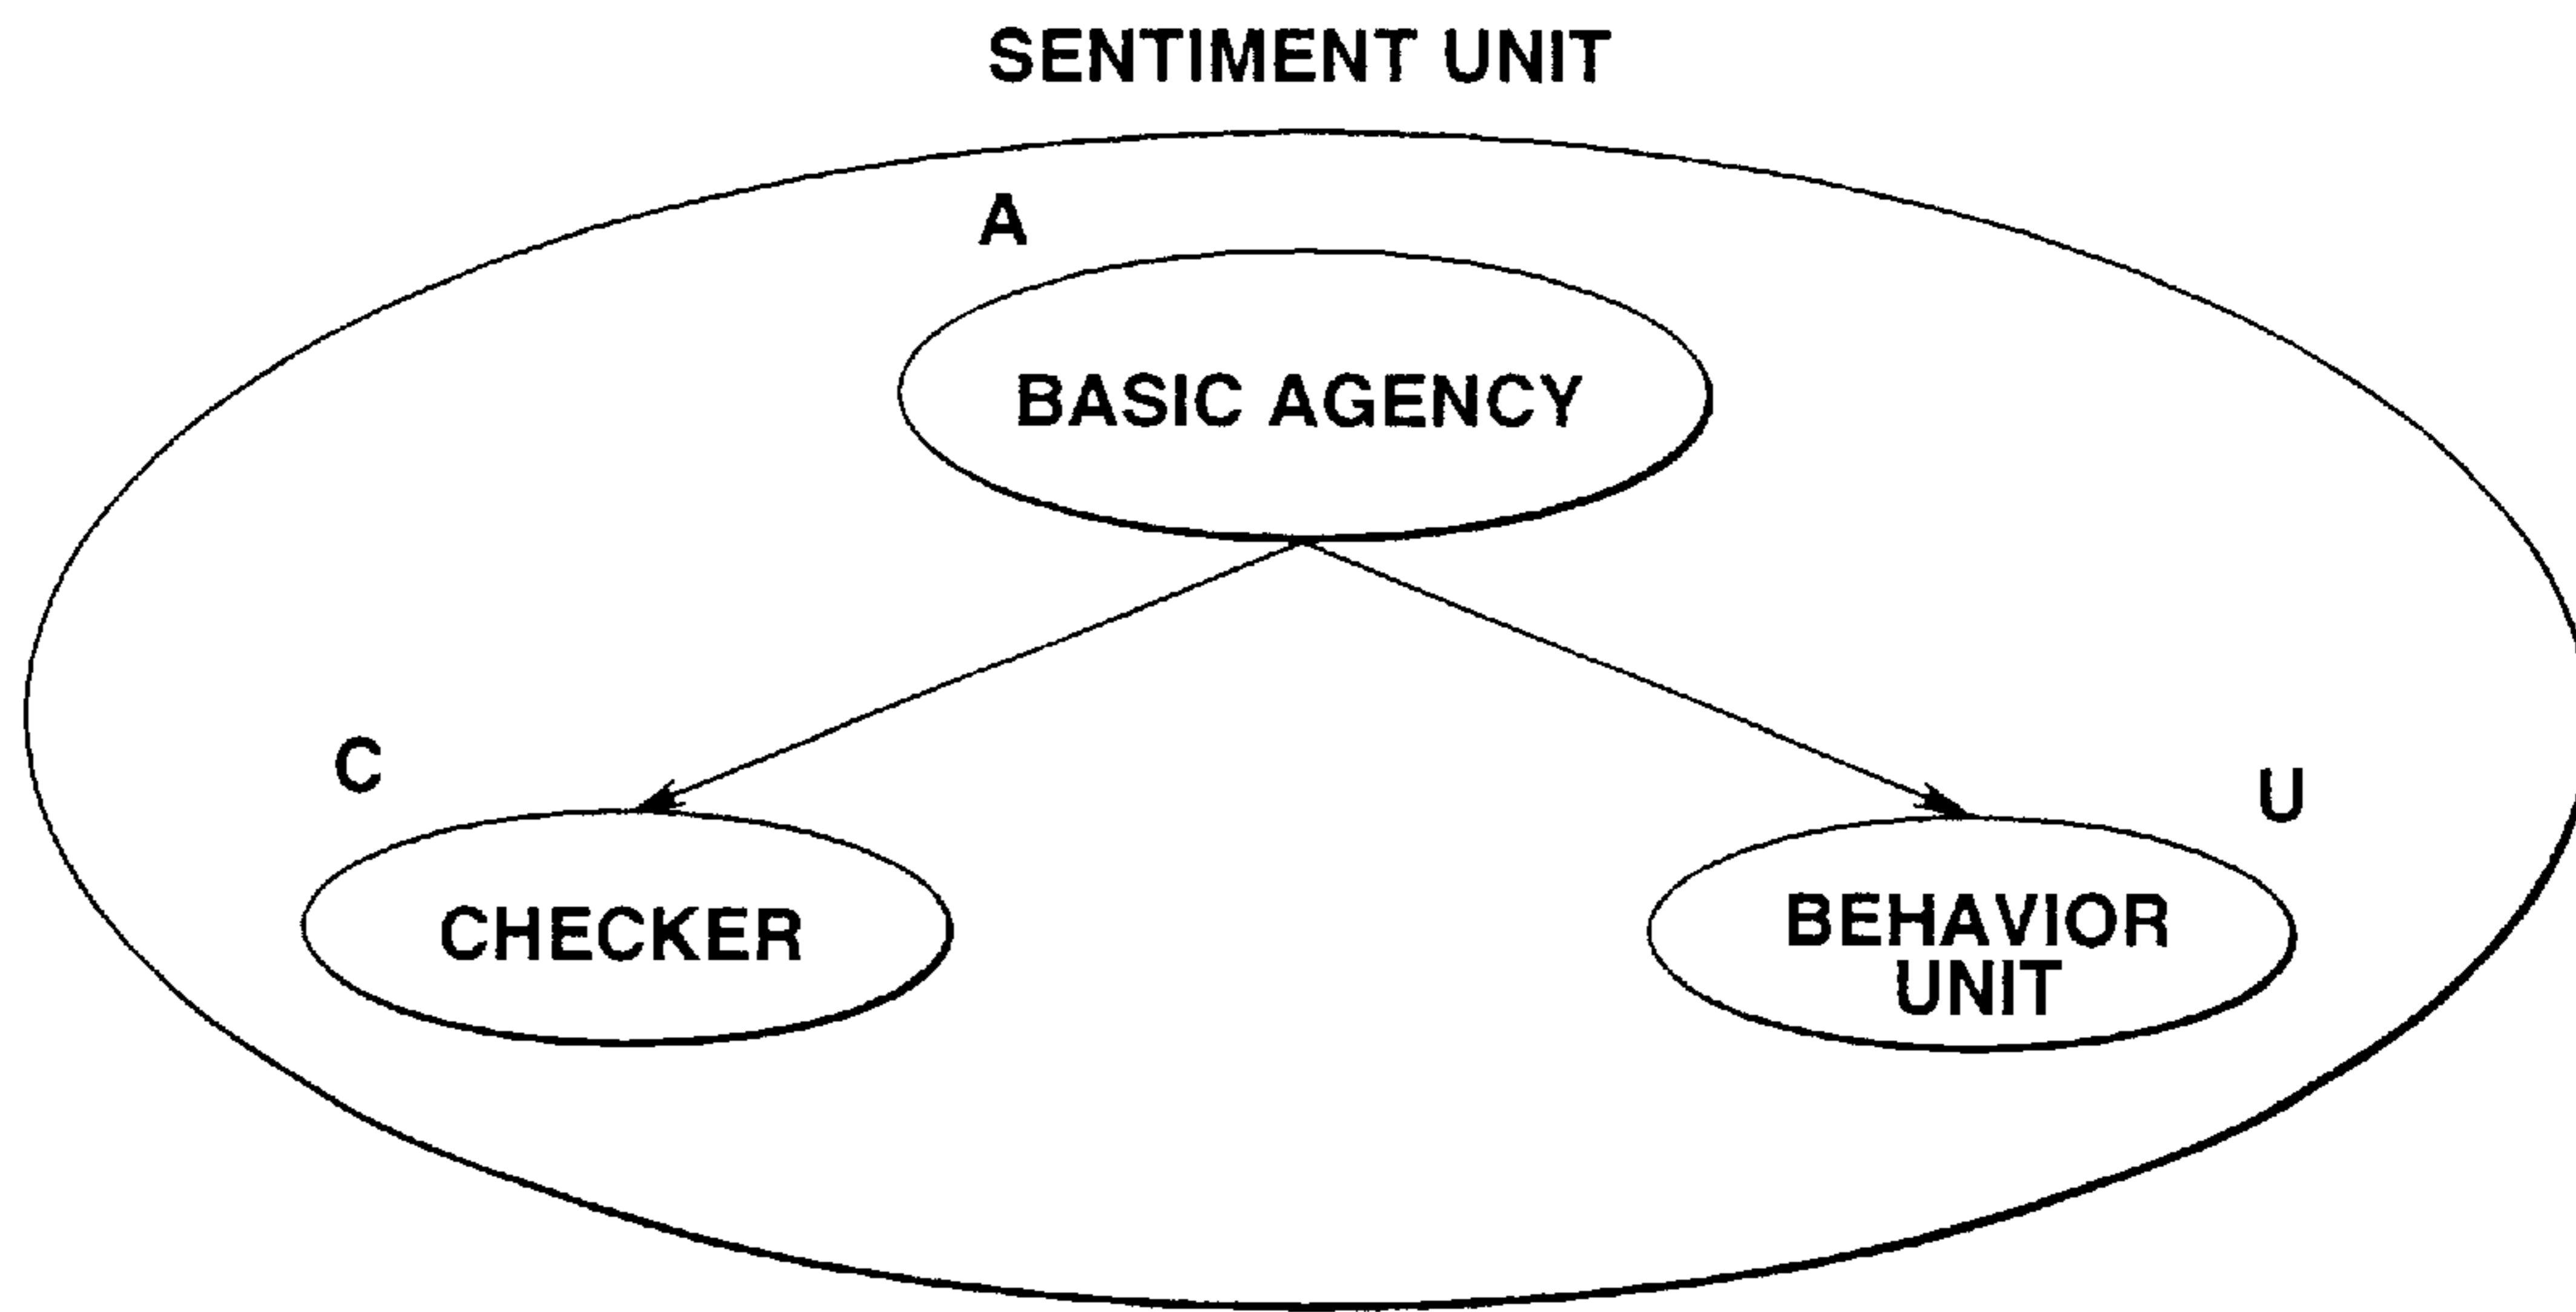 SENTIMENT UNIT
A
BASIC AGENCY
C
U
CHECKER
BEHAVIOR
UNIT